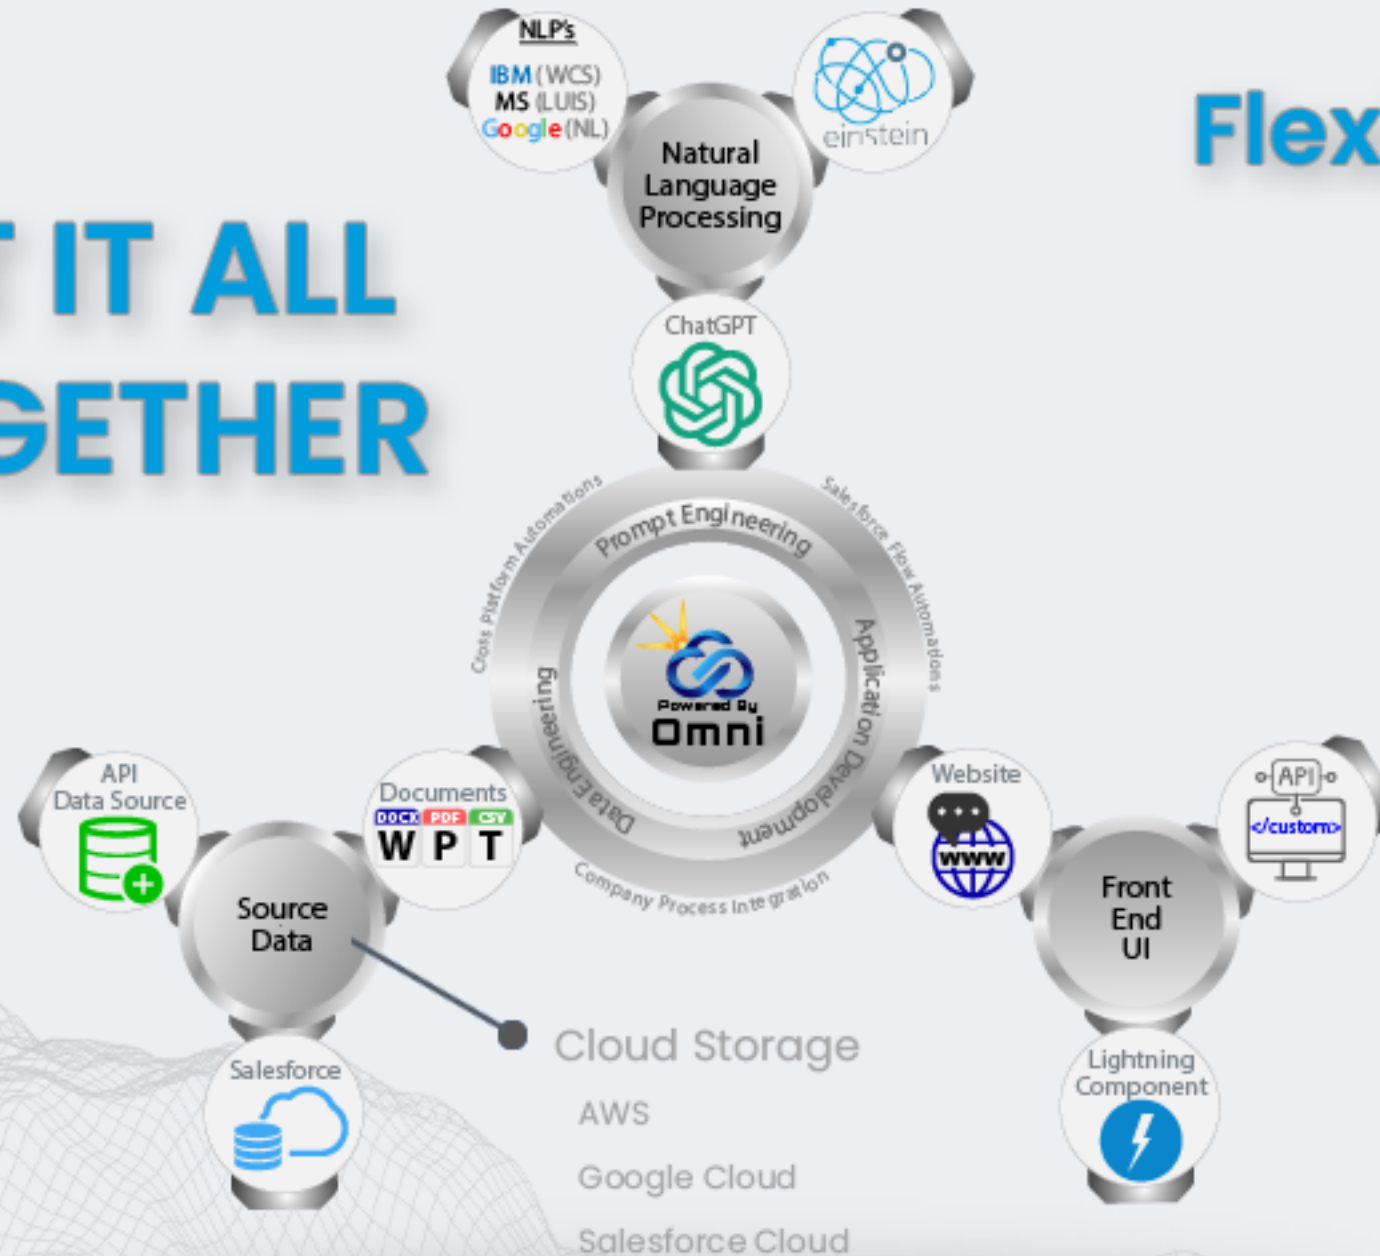 NLP's
IBM (WCS)
MS (LUIS)
Google (NL)
einstein
Natural
Language
Processing
Flex
T IT ALL
GETHER
ChatGPT
Cross Platform Automations
Salesforce Flow Automations
Prompt Engineering
Data Engineering
Application Development
Company Process Integration
Powered By
Omni
API
Data Source
Documents
DOCX PDF CSV
W P T
Source
Data
Salesforce
Website
www
API
</custom>
Front
End
UI
Lightning
Component
Cloud Storage
AWS
Google Cloud
Salesforce Cloud